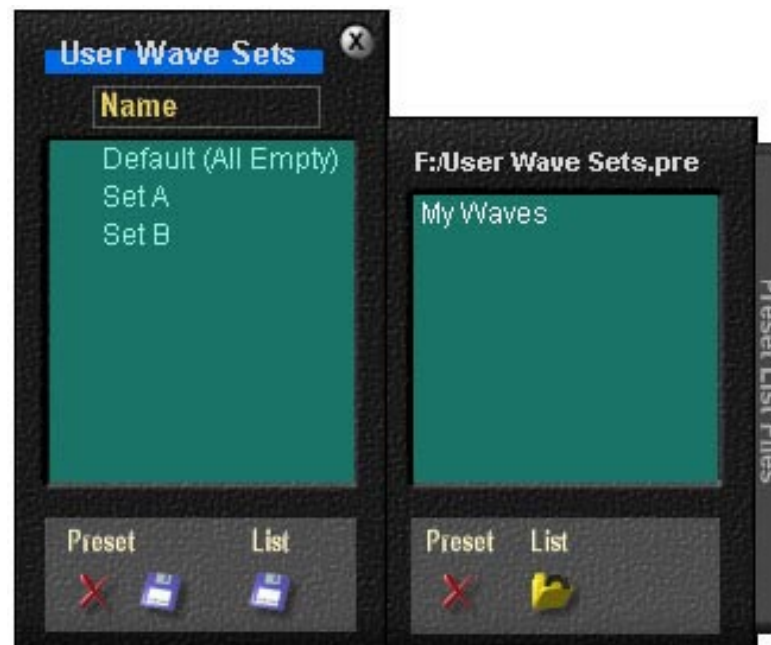 User Wave Sets
Name
Default (All Empty)
Set A
Set B
Preset List
F:/User Wave Sets.pre
My Waves
Preset List
Preset List Files